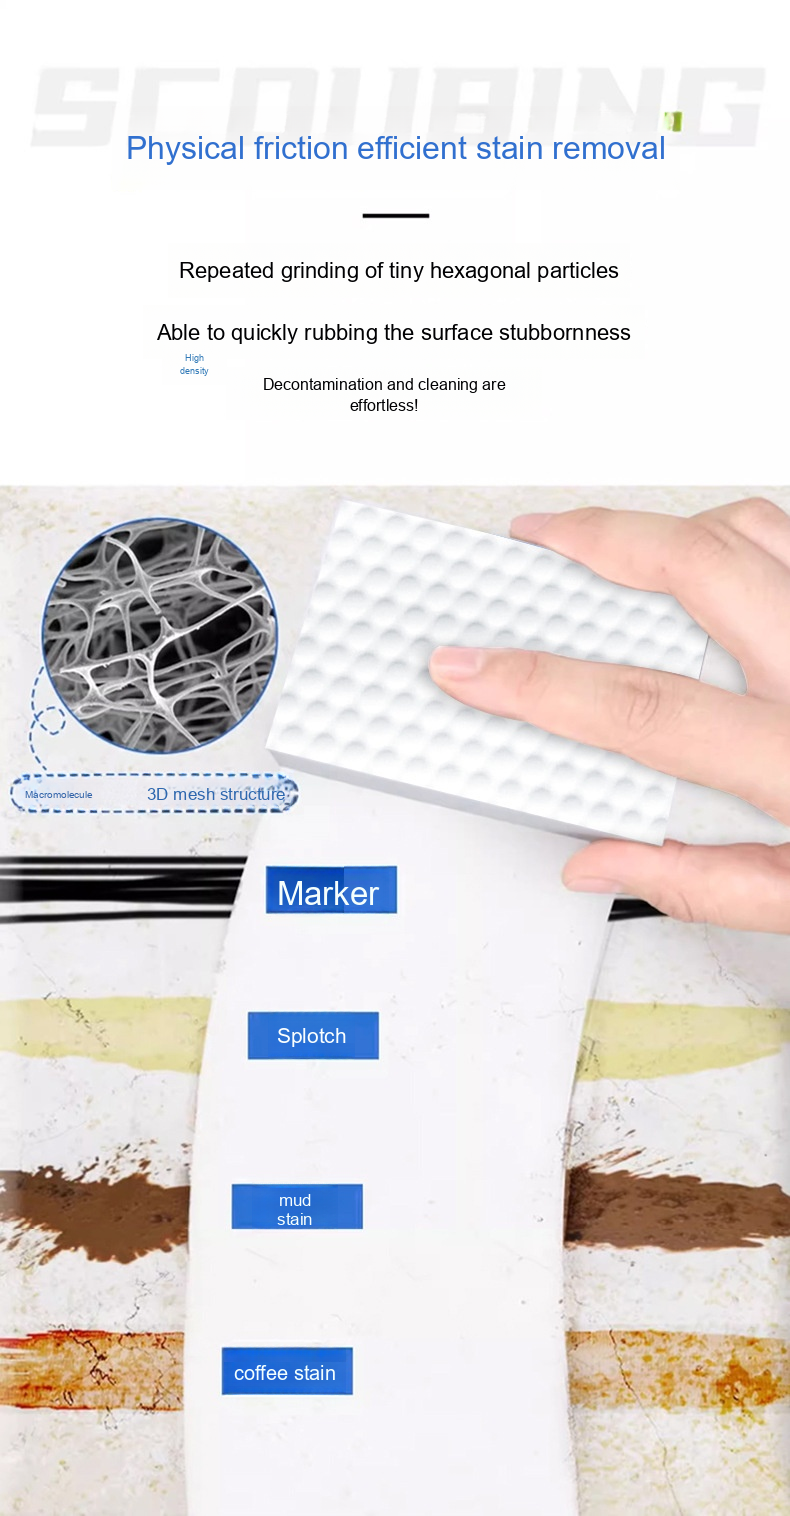 SCOUBING
Physical friction efficient stain removal
Repeated grinding of tiny hexagonal particles
Able to quickly rubbing the surface stubbornness
High
density
Decontamination and cleaning are
effortless!
Macromolecule
3D mesh structure
Marker
Splotch
mud
stain
coffee stain